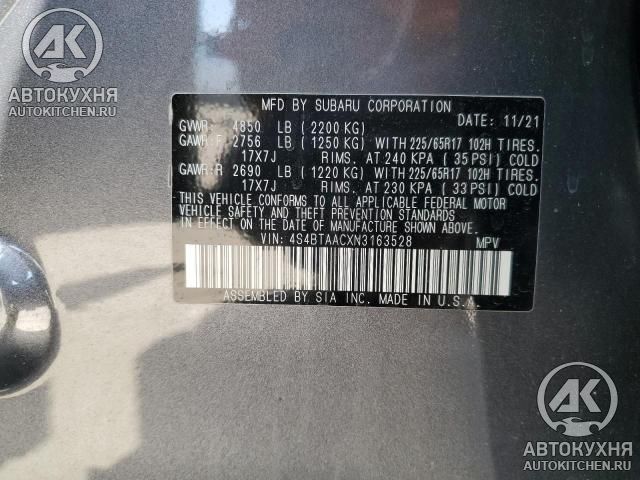 AK
АВТОКУХНЯ
AUTOKITCHEN.RU
MFD BY SUBARU CORPORATION
DATE: 11/21
GVWR: 4850 LB ( 2200 KG)
GAWR:F 2756 LB ( 1250 KG) WITH 225/65R17 102H TIRES.
17X7J RIMS. AT 240 KPA ( 35 PSI) COLD
GAWR:R 2690 LB ( 1220 KG) WITH 225/65R17 102H TIRES.
17X7J RIMS. AT 230 KPA ( 33 PSI) COLD
THIS VEHICLE CONFORMS TO ALL APPLICABLE FEDERAL MOTOR
VEHICLE SAFETY AND THEFT PREVENTION STANDARDS
IN EFFECT ON THE DATE OF MANUFACTURE SHOWN ABOVE.
VIN: 4S4BTAACXN3163528 MPV
ASSEMBLED BY SIA INC. MADE IN U.S.A.
AK
АВТОКУХНЯ
AUTOKITCHEN.RU